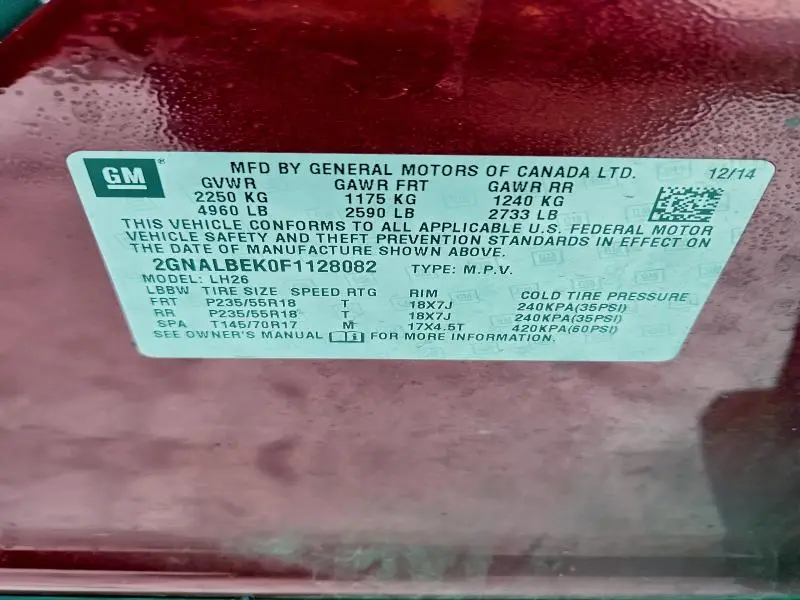 GM ® MFD BY GENERAL MOTORS OF CANADA LTD. 12/14
GVWR GAWR FRT GAWR RR
2250 KG 1175 KG 1240 KG
4960 LB 2590 LB 2733 LB
THIS VEHICLE CONFORMS TO ALL APPLICABLE U.S. FEDERAL MOTOR
VEHICLE SAFETY AND THEFT PREVENTION STANDARDS IN EFFECT ON
THE DATE OF MANUFACTURE SHOWN ABOVE.
2GNALBEK0F1128082 TYPE: M.P.V.
MODEL: LH26
LBBW TIRE SIZE SPEED RTG RIM COLD TIRE PRESSURE
FRT P235/55R18 T 18X7J 240KPA(35PSI)
RR P235/55R18 T 18X7J 240KPA(35PSI)
SPA T145/70R17 M 17X4.5T 420KPA(60PSI)
SEE OWNER'S MANUAL FOR MORE INFORMATION.